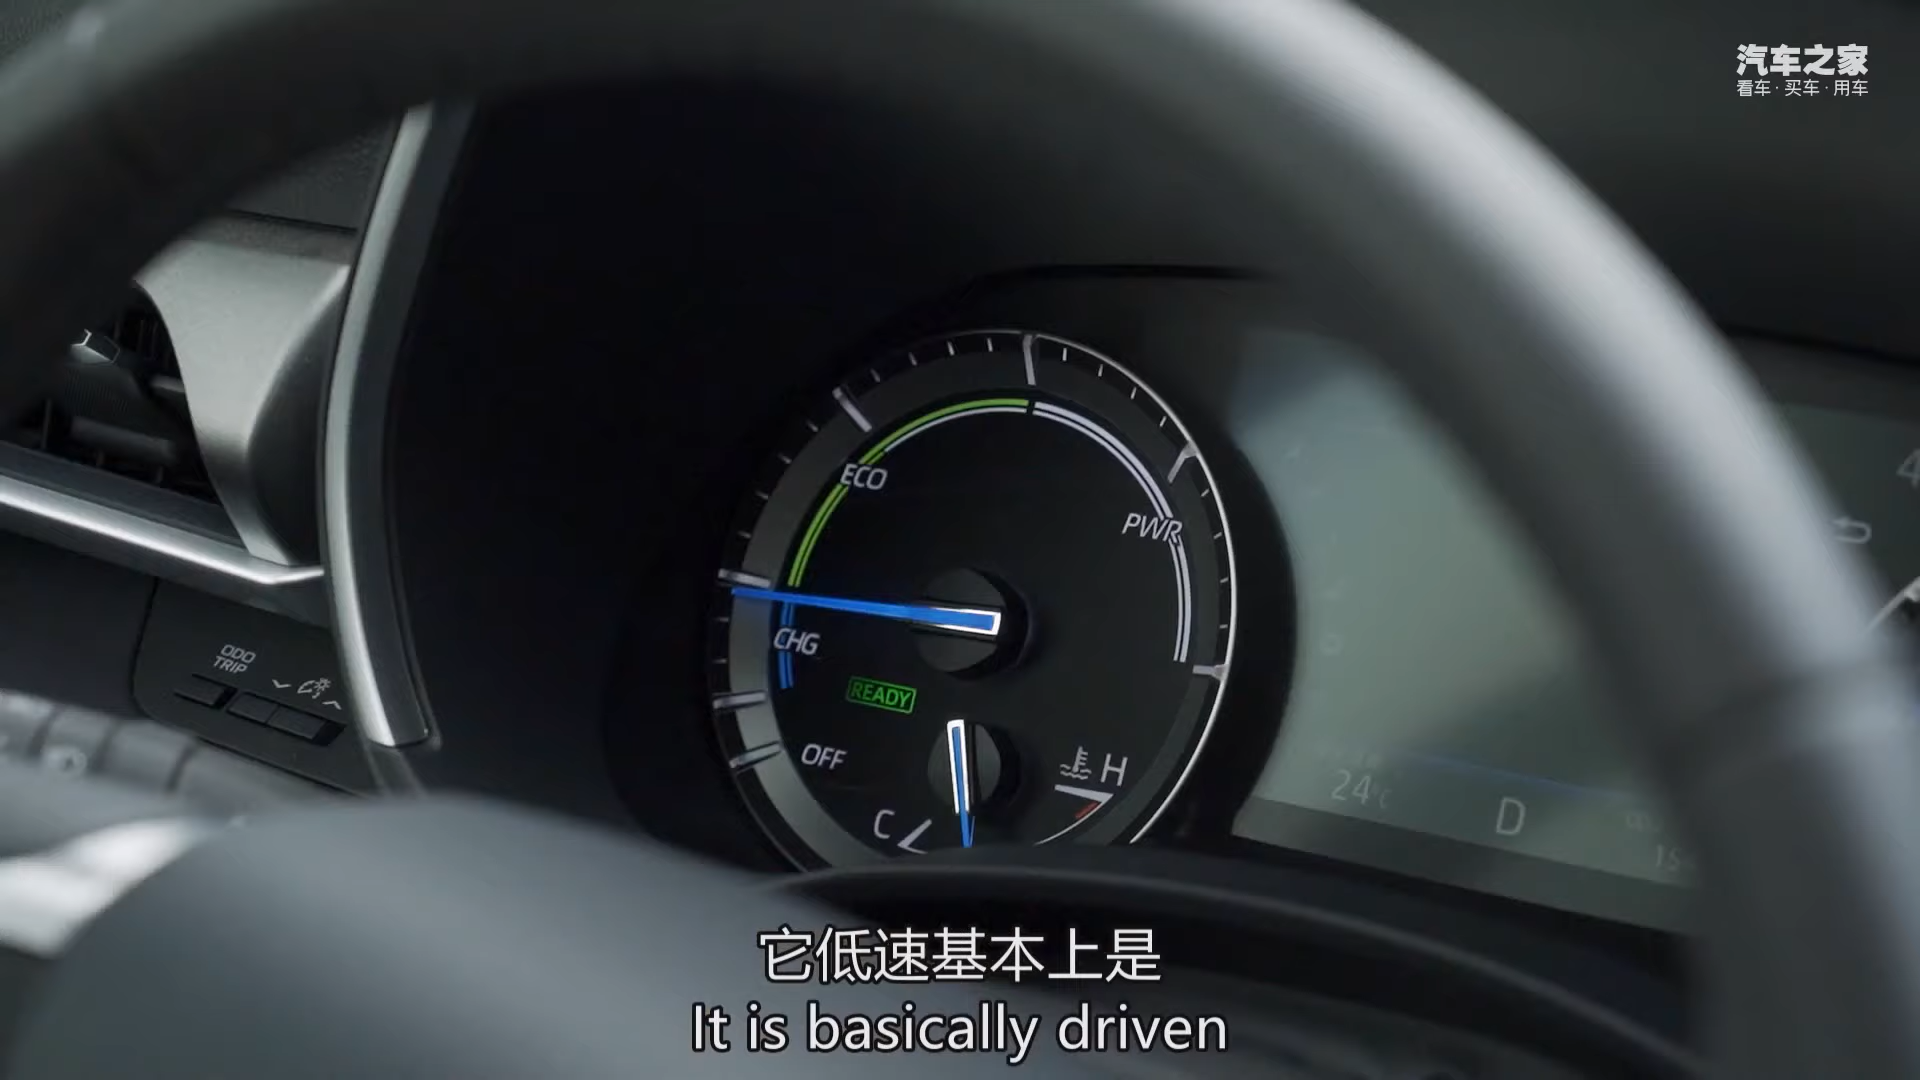 汽车之家
看车·买车·用车
ECO
PWR
CHG
READY
ODO
TRIP
OFF
H
C
24°C
D
它低速基本上是
It is basically driven